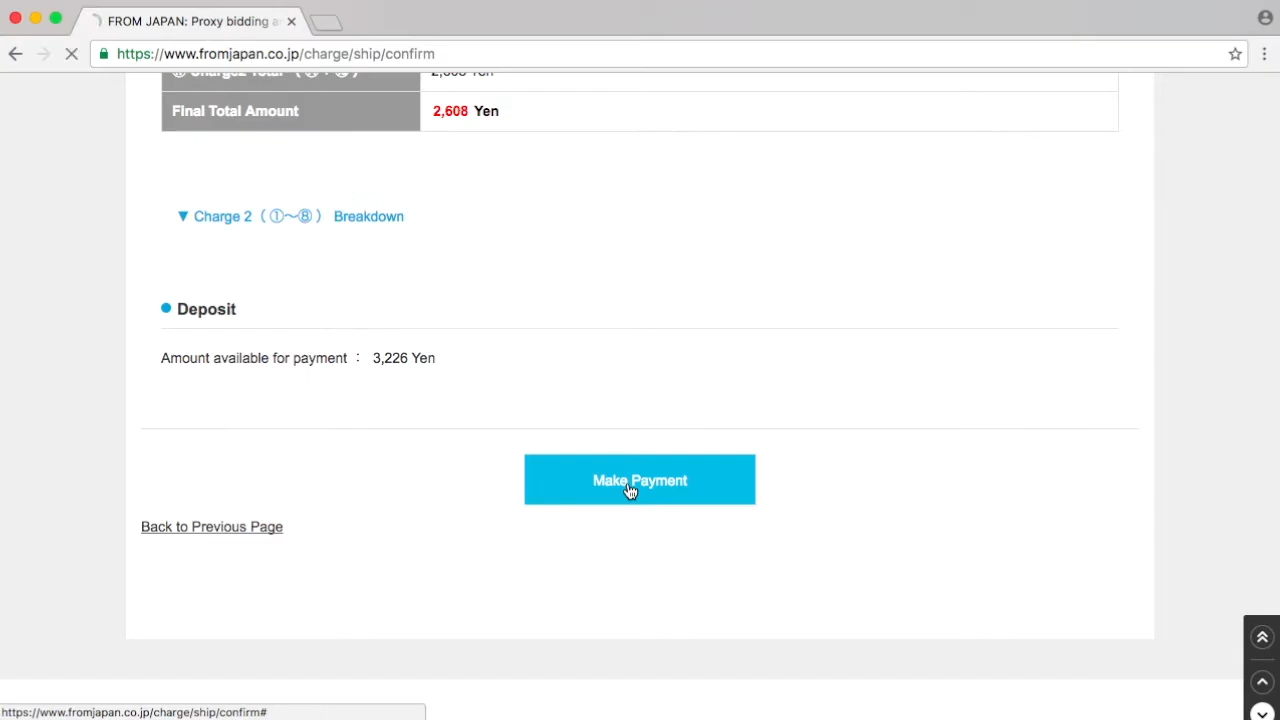 FROM JAPAN: Proxy bidding a
https://www.fromjapan.co.jp/charge/ship/confirm
Final Total Amount 2,608 Yen
▼ Charge 2 ( ①~⑧ ) Breakdown
Deposit
Amount available for payment : 3,226 Yen
Make Payment
Back to Previous Page
https://www.fromjapan.co.jp/charge/ship/confirm#